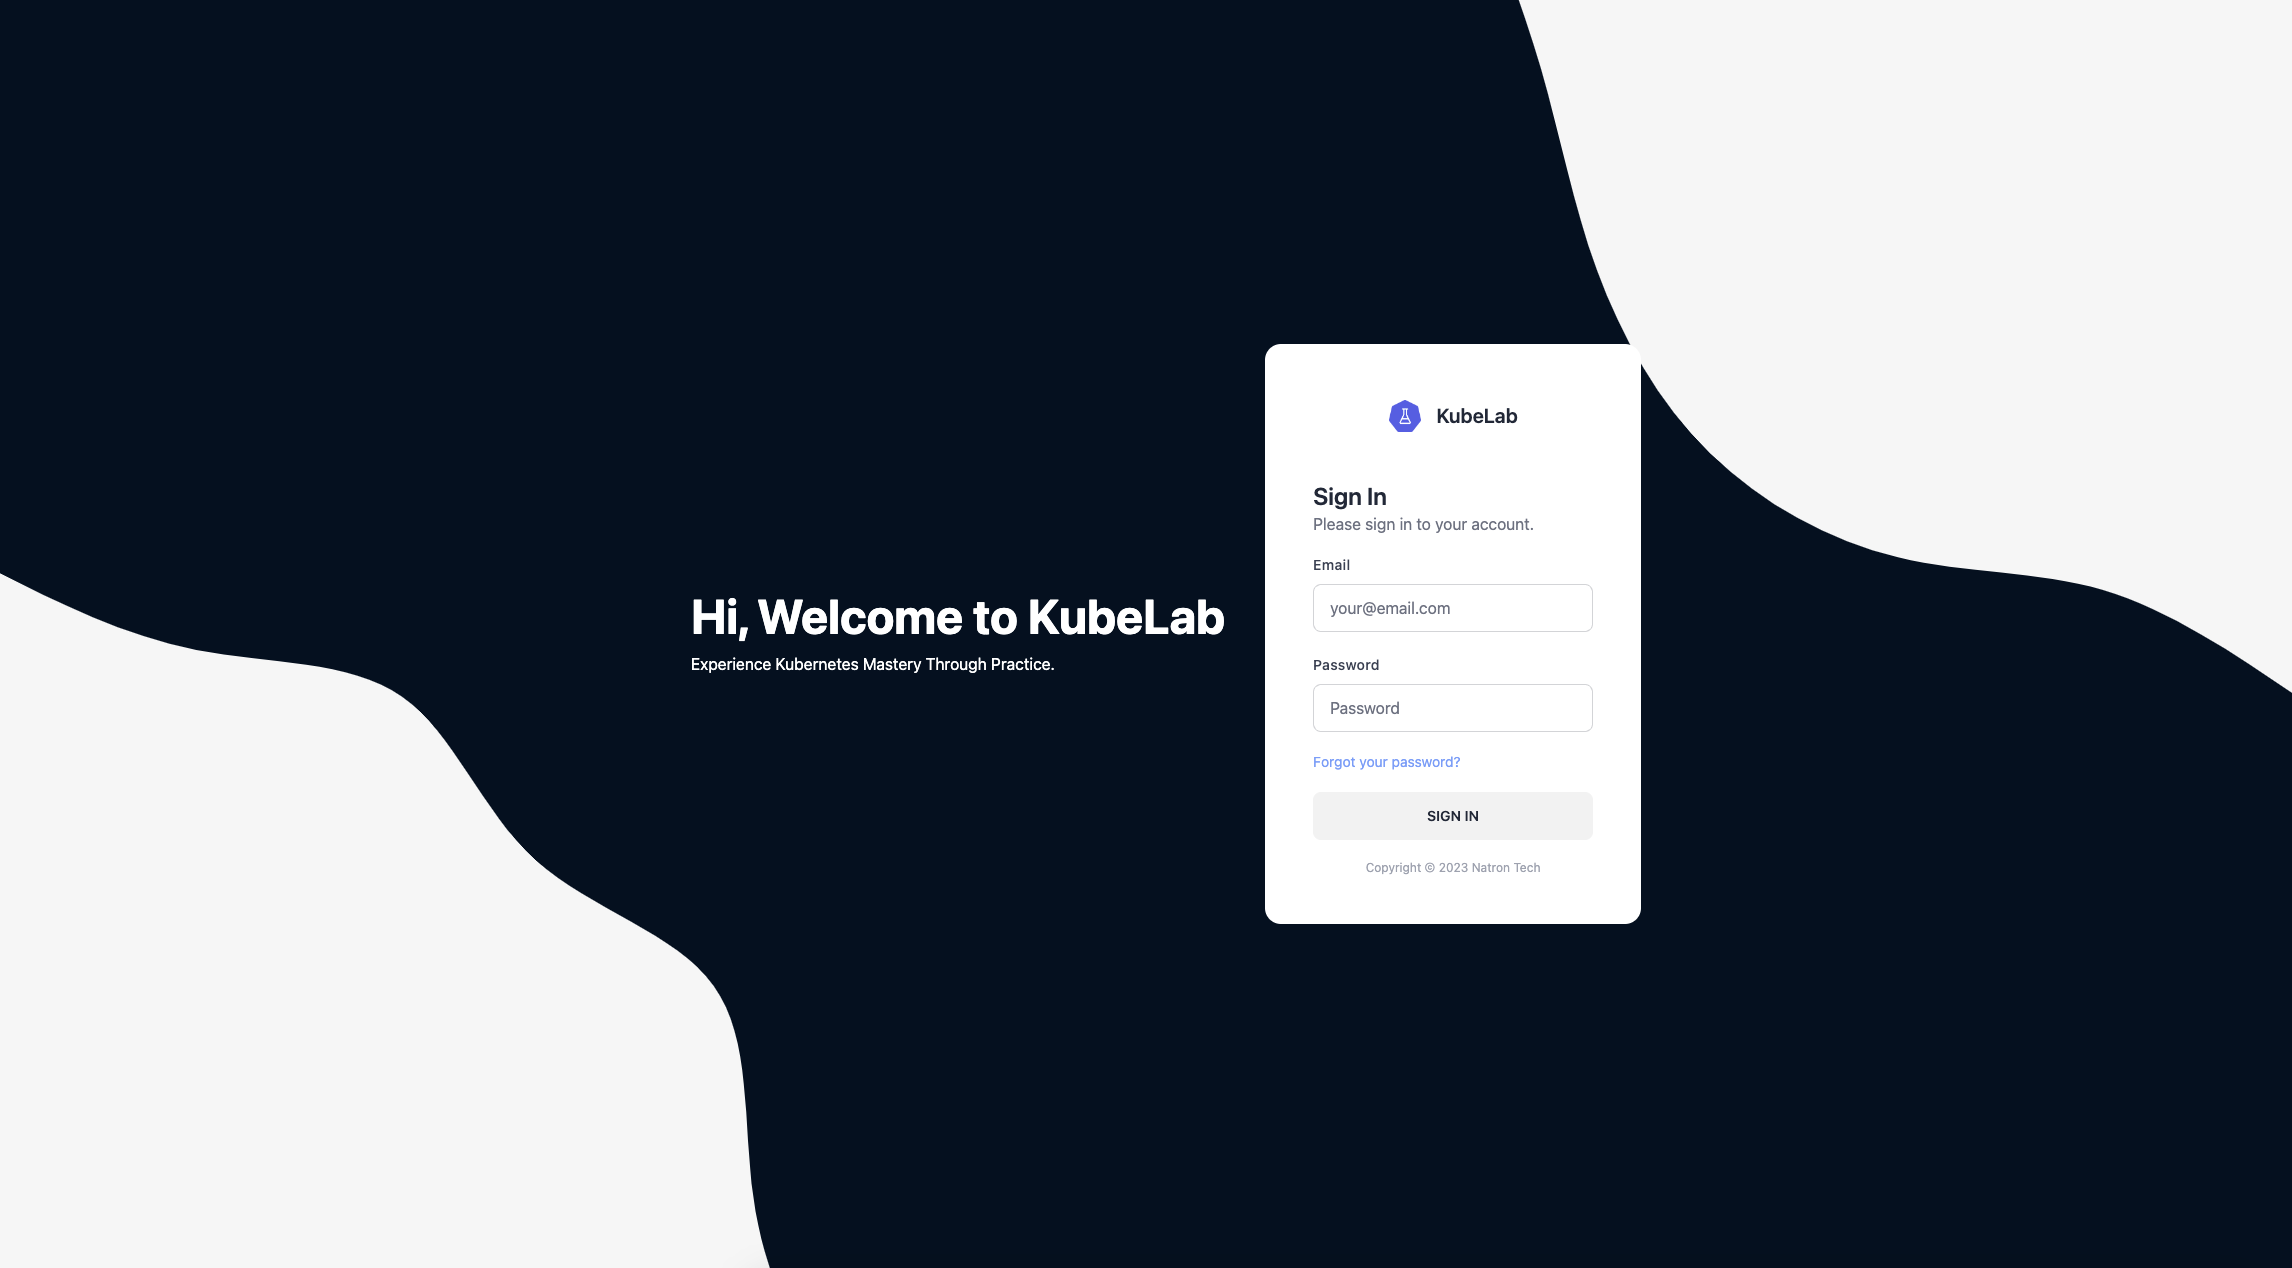 Hi, Welcome to KubeLab
Experience Kubernetes Mastery Through Practice.
KubeLab
Sign In
Please sign in to your account.
Email
your@email.com
Password
Password
Forgot your password?
SIGN IN
Copyright © 2023 Natron Tech